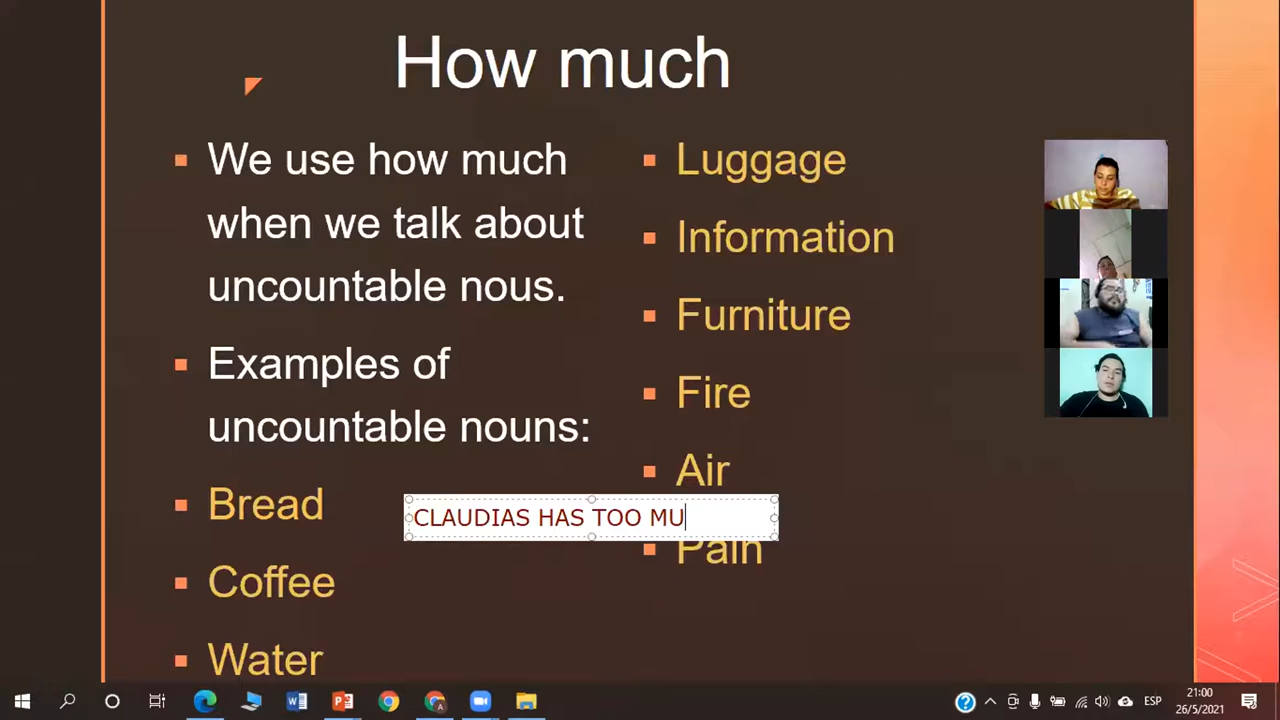 How much
We use how much
when we talk about
uncountable nous.
Examples of
uncountable nouns:
Bread
Coffee
Water
Luggage
Information
Furniture
Fire
Air
Pain
CLAUDIAS HAS TOO MU
ESP
21:00
26/5/2021